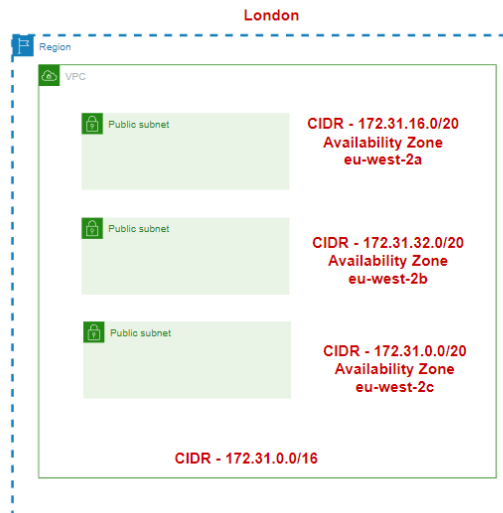 London
Region
VPC
Public subnet
CIDR - 172.31.16.0/20
Availability Zone
eu-west-2a
Public subnet
CIDR - 172.31.32.0/20
Availability Zone
eu-west-2b
Public subnet
CIDR - 172.31.0.0/20
Availability Zone
eu-west-2c
CIDR - 172.31.0.0/16